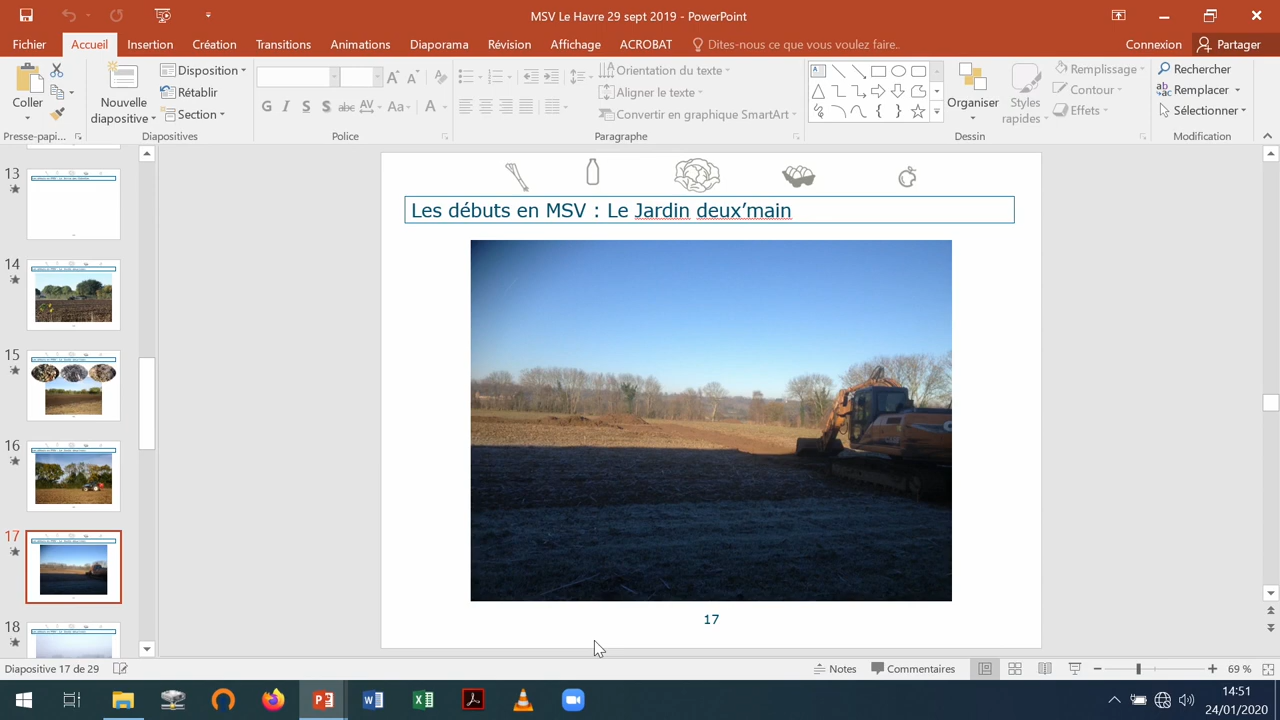 MSV Le Havre 29 sept 2019 - PowerPoint
Fichier Accueil Insertion Création Transitions Animations Diaporama Révision Affichage ACROBAT Dites-nous ce que vous voulez faire.. Connexion Partager
Coller
Nouvelle diapositive
Disposition
Rétablir
Section
G I S S abc AV Aa A
Orientation du texte
Aligner le texte
Convertir en graphique SmartArt
Organiser
Styles rapides
Remplissage
Contour
Effets
Rechercher
Remplacer
Sélectionner
Presse-papi... Diapositives Police Paragraphe Dessin Modification
13
14
15
16
17
18
Les débuts en MSV : Le Jardin deux’main
17
Diapositive 17 de 29 Notes Commentaires 69 %
14:51
24/01/2020